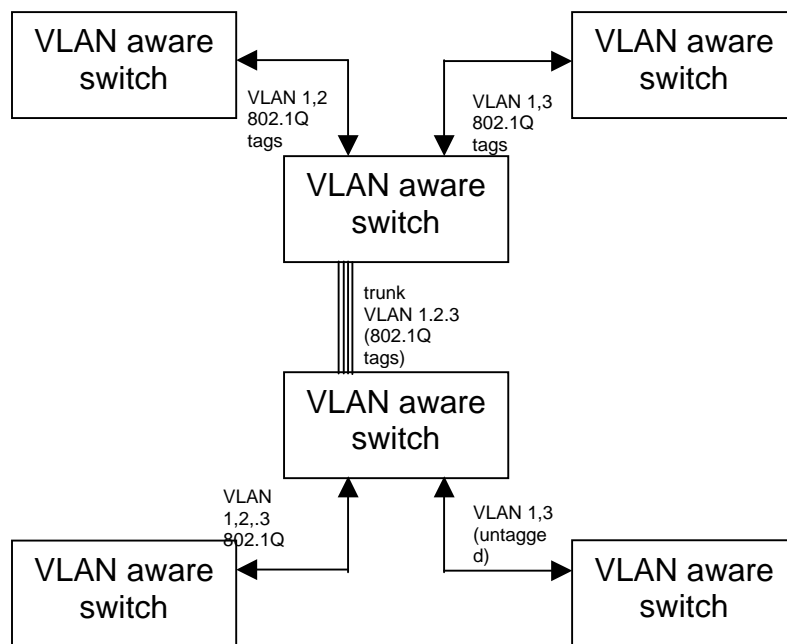 VLAN aware
switch
VLAN aware
switch
VLAN 1,2
802.1Q
tags
VLAN 1,3
802.1Q
tags
VLAN aware
switch
trunk
VLAN 1.2.3
(802.1Q
tags)
VLAN aware
switch
VLAN
1,2,.3
802.1Q
VLAN 1,3
(untagge
d)
VLAN aware
switch
VLAN aware
switch